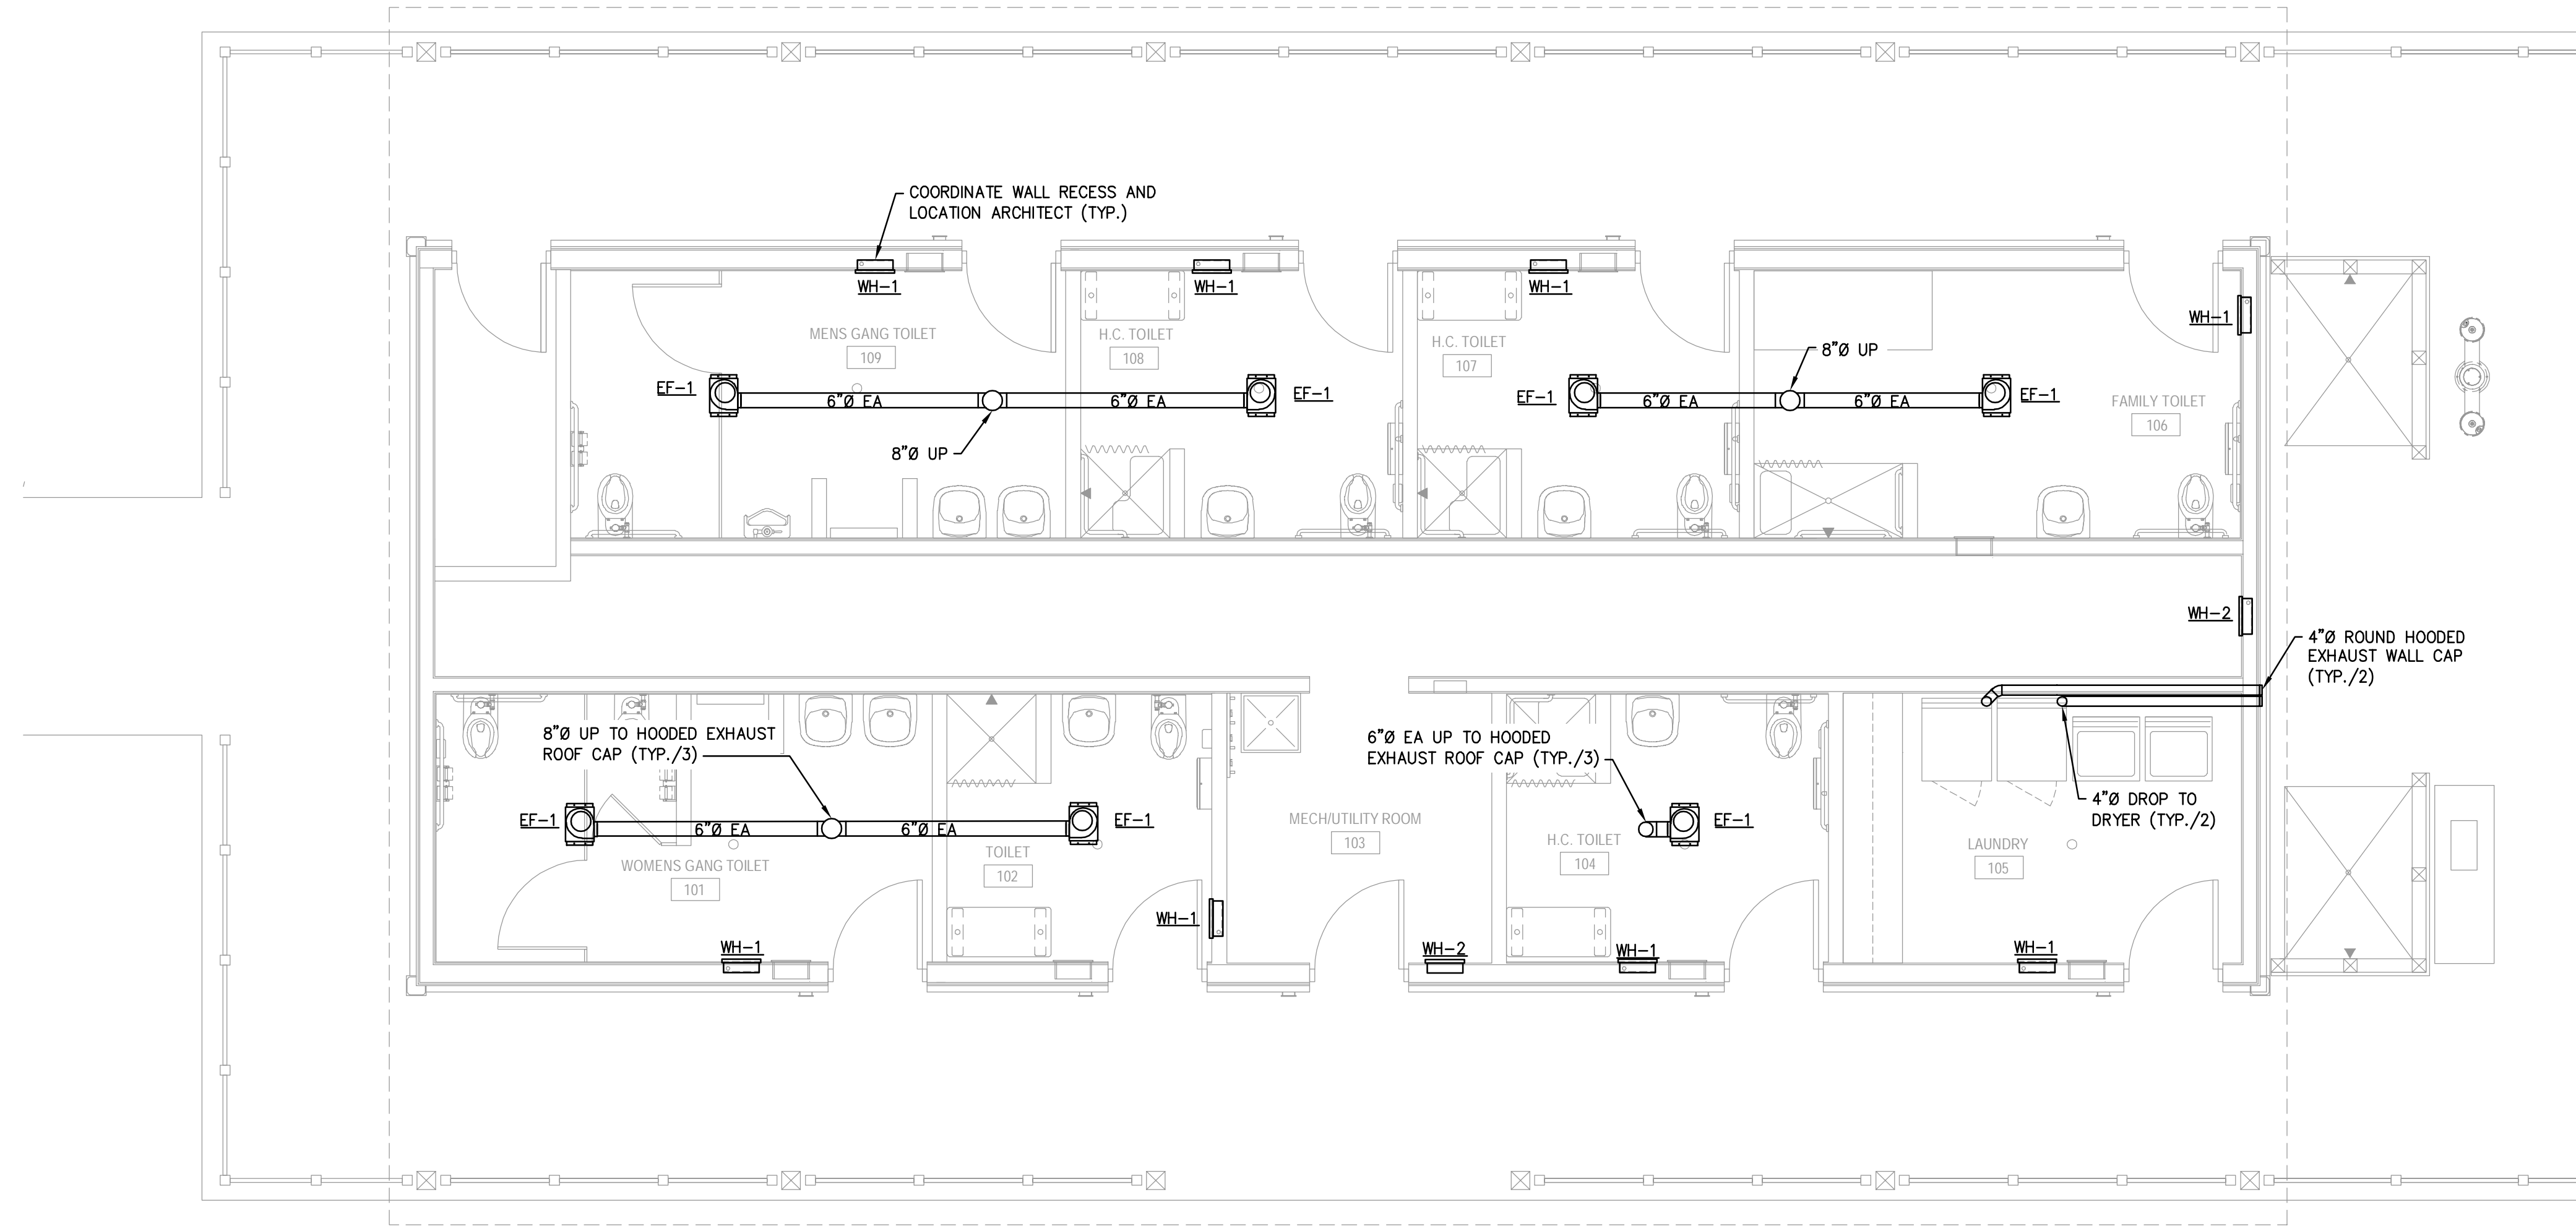 COORDINATE WALL RECESS AND
LOCATION ARCHITECT (TYP.)
WH-1
WH-1
WH-1
WH-1
MENS GANG TOILET
109
H.C. TOILET
108
H.C. TOILET
107
8"Ø UP
FAMILY TOILET
106
EF-1
6"Ø EA
6"Ø EA
EF-1
EF-1
6"Ø EA
6"Ø EA
EF-1
8"Ø UP
WH-2
4"Ø ROUND HOODED
EXHAUST WALL CAP
(TYP./2)
8"Ø UP TO HOODED EXHAUST
ROOF CAP (TYP./3)
6"Ø EA UP TO HOODED
EXHAUST ROOF CAP (TYP./3)
4"Ø DROP TO
DRYER (TYP./2)
EF-1
6"Ø EA
6"Ø EA
EF-1
MECH/UTILITY ROOM
103
EF-1
WOMENS GANG TOILET
101
TOILET
102
H.C. TOILET
104
LAUNDRY
105
WH-1
WH-1
WH-2
WH-1
WH-1